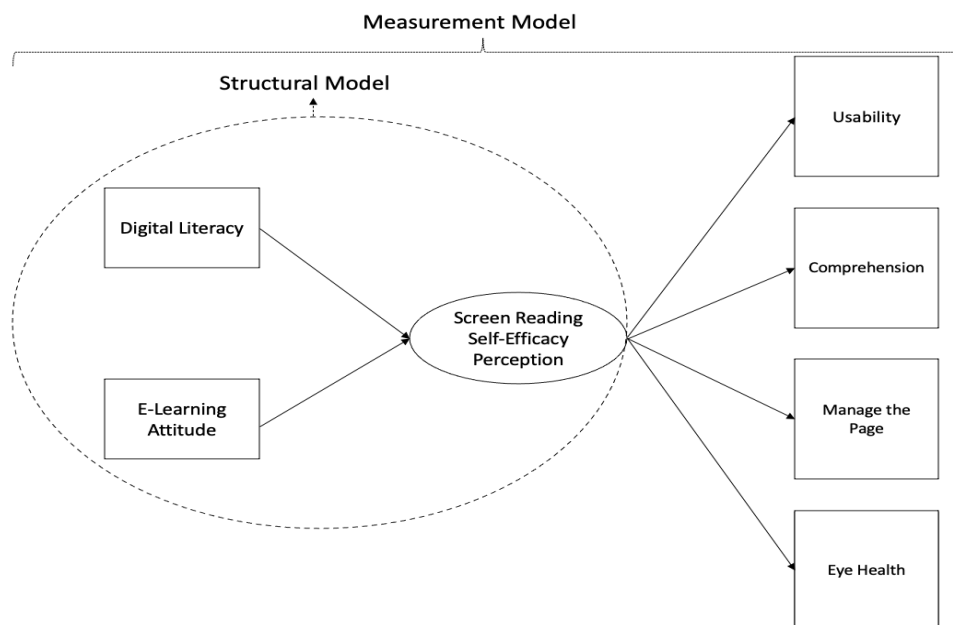 Measurement Model
Structural Model
Digital Literacy
E-Learning
Attitude
Screen Reading
Self-Efficacy
Perception
Usability
Comprehension
Manage the
Page
Eye Health